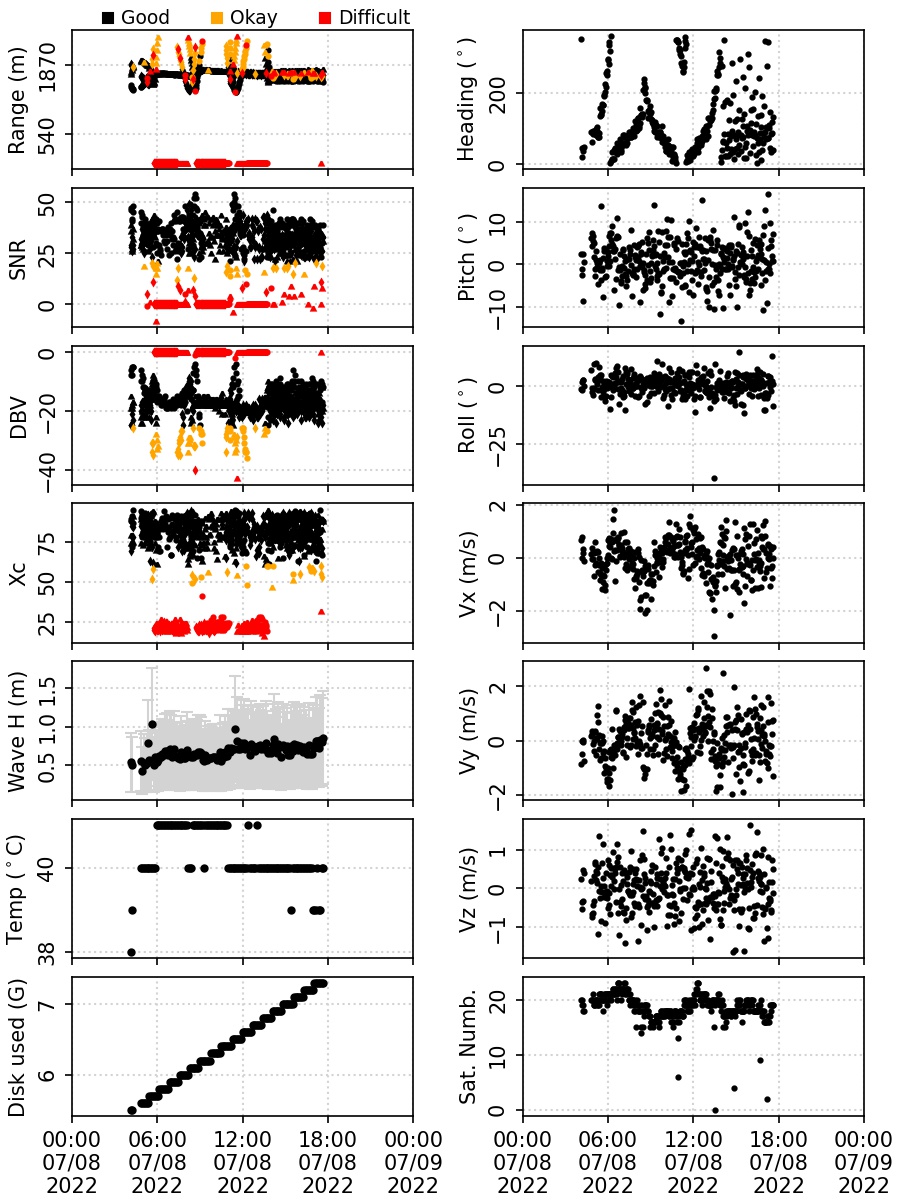 Good Okay Difficult
Range (m)
1870
540
Heading (°)
200
0
SNR
50
25
0
Pitch (°)
10
0
−10
DBV
0
−20
−40
Roll (°)
0
−25
Xc
75
50
25
Vx (m/s)
2
0
−2
Wave H (m)
1.5
1.0
0.5
Vy (m/s)
2
0
−2
Temp (°C)
40
38
Vz (m/s)
1
0
−1
Disk used (G)
7
6
Sat. Numb.
20
10
0
00:00 06:00 12:00 18:00 00:00 00:00 06:00 12:00 18:00 00:00
07/08 07/08 07/08 07/08 07/09 07/08 07/08 07/08 07/08 07/09
2022 2022 2022 2022 2022 2022 2022 2022 2022 2022